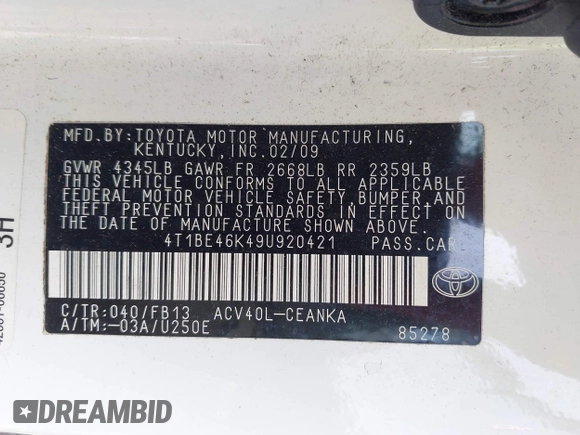 MFD.BY:TOYOTA MOTOR MANUFACTURING,
KENTUCKY, INC.02/09
GVWR 4345LB GAWR FR 2668LB RR 2359LB
THIS VEHICLE CONFORMS TO ALL APPLICABLE
FEDERAL MOTOR VEHICLE SAFETY,BUMPER,AND
THEFT PREVENTION STANDARDS IN EFFECT ON
THE DATE OF MANUFACTURE SHOWN ABOVE.
4T1BE46K49U920421 PASS.CAR
C/TR:040/FB13 ACV40L-CEANKA
A/TM:-03A/U250E 85278
3H
DREAMBID